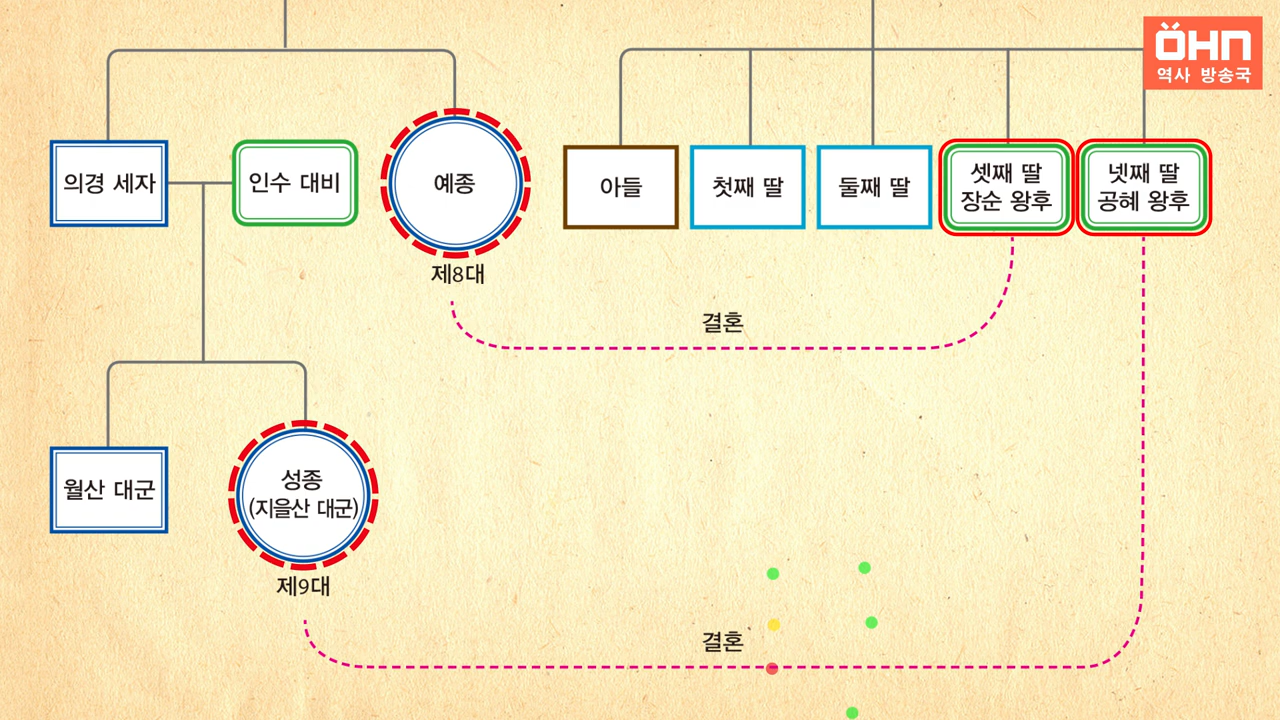 ÖHN
역사 방송국
의경 세자
인수 대비
예종
제8대
아들
첫째 딸
둘째 딸
셋째 딸
장순 왕후
넷째 딸
공혜 왕후
결혼
월산 대군
성종
(지을산 대군)
제9대
결혼